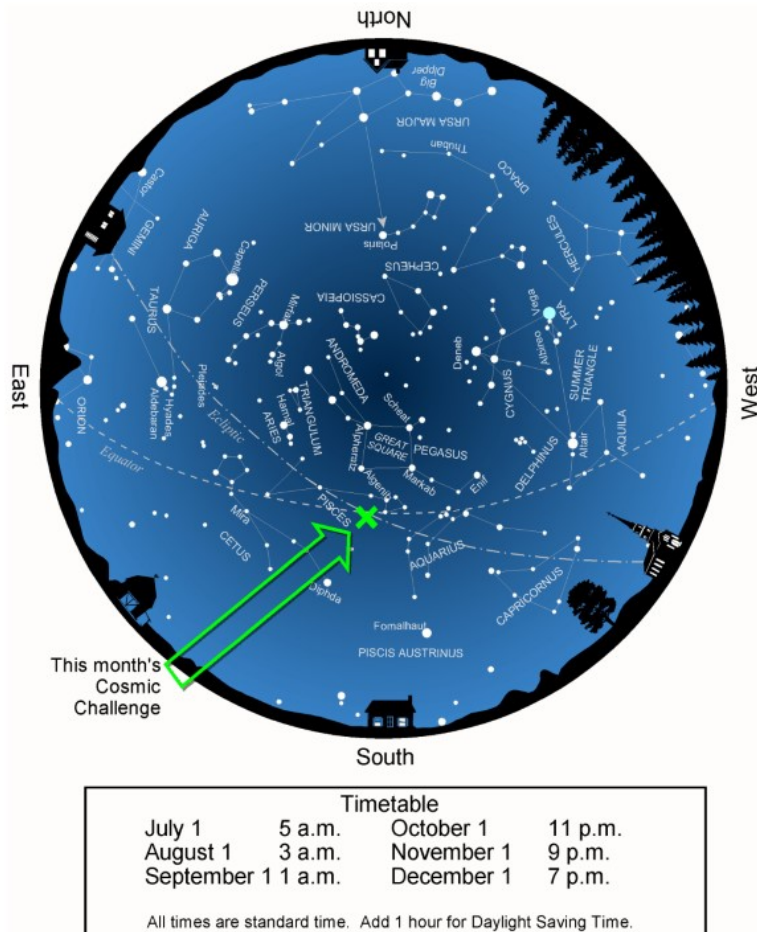 North
Big
Dipper
URSA MAJOR
Thuban
DRACO
Castor
GEMINI
AURIGA
Capella
URSA MINOR
Polaris
HERCULES
CEPHEUS
PERSEUS
CASSIOPEIA
TAURUS
Mirfak
Algol
Vega
LYRA
Deneb
Albireo
CYGNUS
SUMMER
TRIANGLE
East
West
ORION
Aldebaran
Hyades
Pleiades
ANDROMEDA
TRIANGULUM
Hamal
ARIES
Scheat
GREAT
SQUARE
PEGASUS
Alpheratz
Algenib
Markab
Enif
DELPHINUS
Altair
AQUILA
Ecliptic
Equator
PISCES
Mira
CETUS
AQUARIUS
CAPRICORNUS
Diphda
Fomalhaut
PISCIS AUSTRINUS
This month's
Cosmic
Challenge
South
Timetable
July 1 5 a.m. October 1 11 p.m.
August 1 3 a.m. November 1 9 p.m.
September 1 1 a.m. December 1 7 p.m.
All times are standard time. Add 1 hour for Daylight Saving Time.